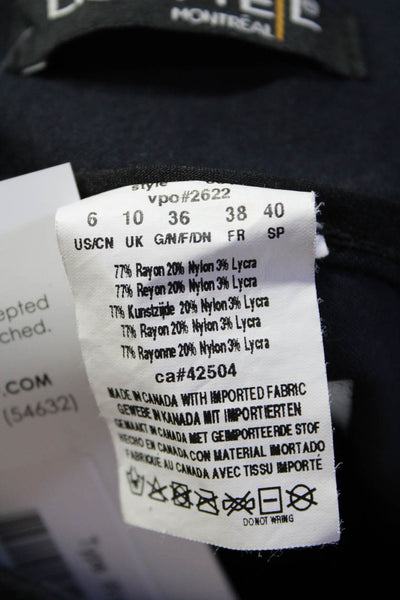 MONTRÉAL
style
vpo#2622
6 10 36 38 40
US/CN UK G/N/F/DN FR SP
77% Rayon 20% Nylon 3% Lycra
77% Reyon 20% Nylon 3% Lycra
77% Kunstzijde 20% Nylon 3% Lycra
77% Rayon 20% Nylon 3% Lycra
77% Rayonne 20% Nylon 3% Lycra
ca#42504
MADE IN CANADA WITH IMPORTED FABRIC
GEWEBE IN KANADA MIT IMPORTIERTEN
GEMAAKT IN CANADA MET GEIMPORTEERDE STOF
HECHO EN CANADA CON MATERIAL IMORTADO
FABRIQUE AU CANADA AVEC TISSU IMPORTÉ
DO NOT WRING
epted
ched.
.COM
(54632)